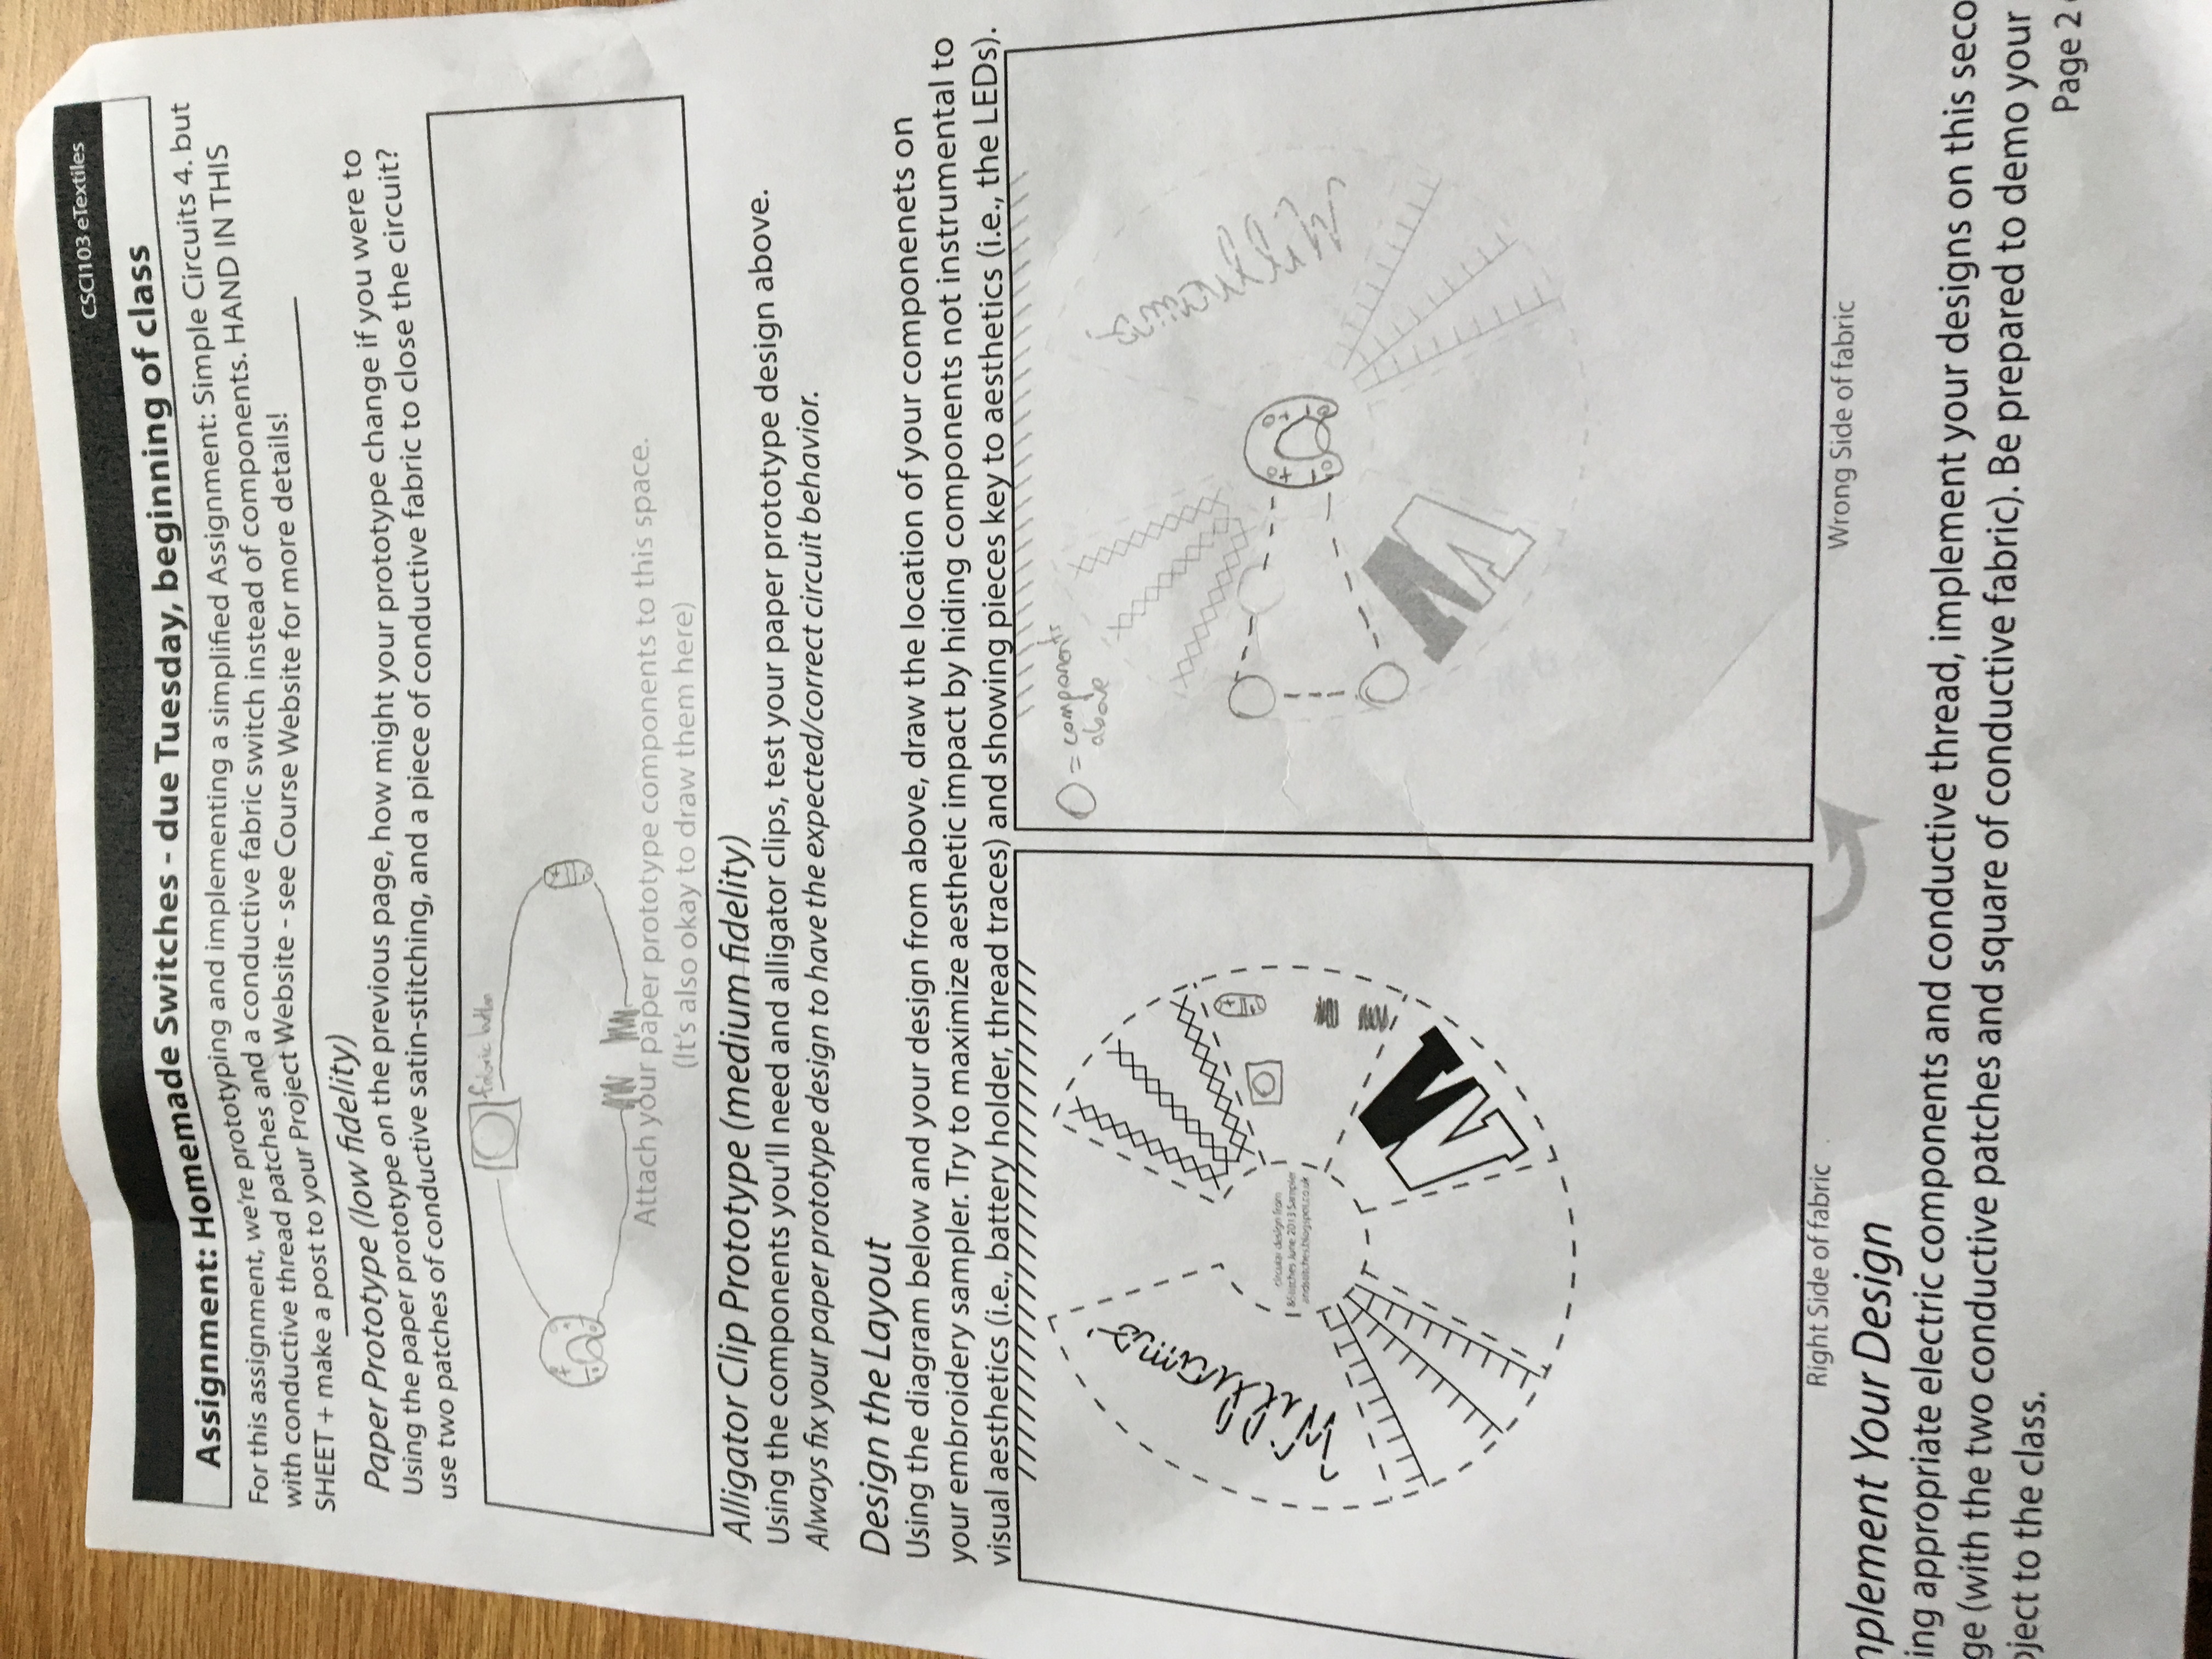 CSCI103 eTextiles
Assignment: Homemade Switches - due Tuesday, beginning of class
For this assignment, we're prototyping and implementing a simplified Assignment: Simple Circuits 4. but
with conductive thread patches and a conductive fabric switch instead of components. HAND IN THIS
SHEET + make a post to your Project Website - see Course Website for more details!
Paper Prototype (low fidelity)
Using the paper prototype on the previous page, how might your prototype change if you were to
use two patches of conductive satin-stitching, and a piece of conductive fabric to close the circuit?
fabric button
Attach your paper prototype components to this space.
(It's also okay to draw them here)
Alligator Clip Prototype (medium fidelity)
Using the components you'll need and alligator clips, test your paper prototype design above.
Always fix your paper prototype design to have the expected/correct circuit behavior.
Design the Layout
Using the diagram below and your design from above, draw the location of your componenets on
your embroidery sampler. Try to maximize aesthetic impact by hiding components not instrumental to
visual aesthetics (i.e., battery holder, thread traces) and showing pieces key to aesthetics (i.e., the LEDs).
Williams
circular design from
&Stitches June 2013 Sampler
andstitches.blogspot.co.uk
W
= components
above
Williams
W
Right Side of fabric
Wrong Side of fabric
mplement Your Design
ing appropriate electric components and conductive thread, implement your designs on this seco
ge (with the two conductive patches and square of conductive fabric). Be prepared to demo your
oject to the class.
Page 2